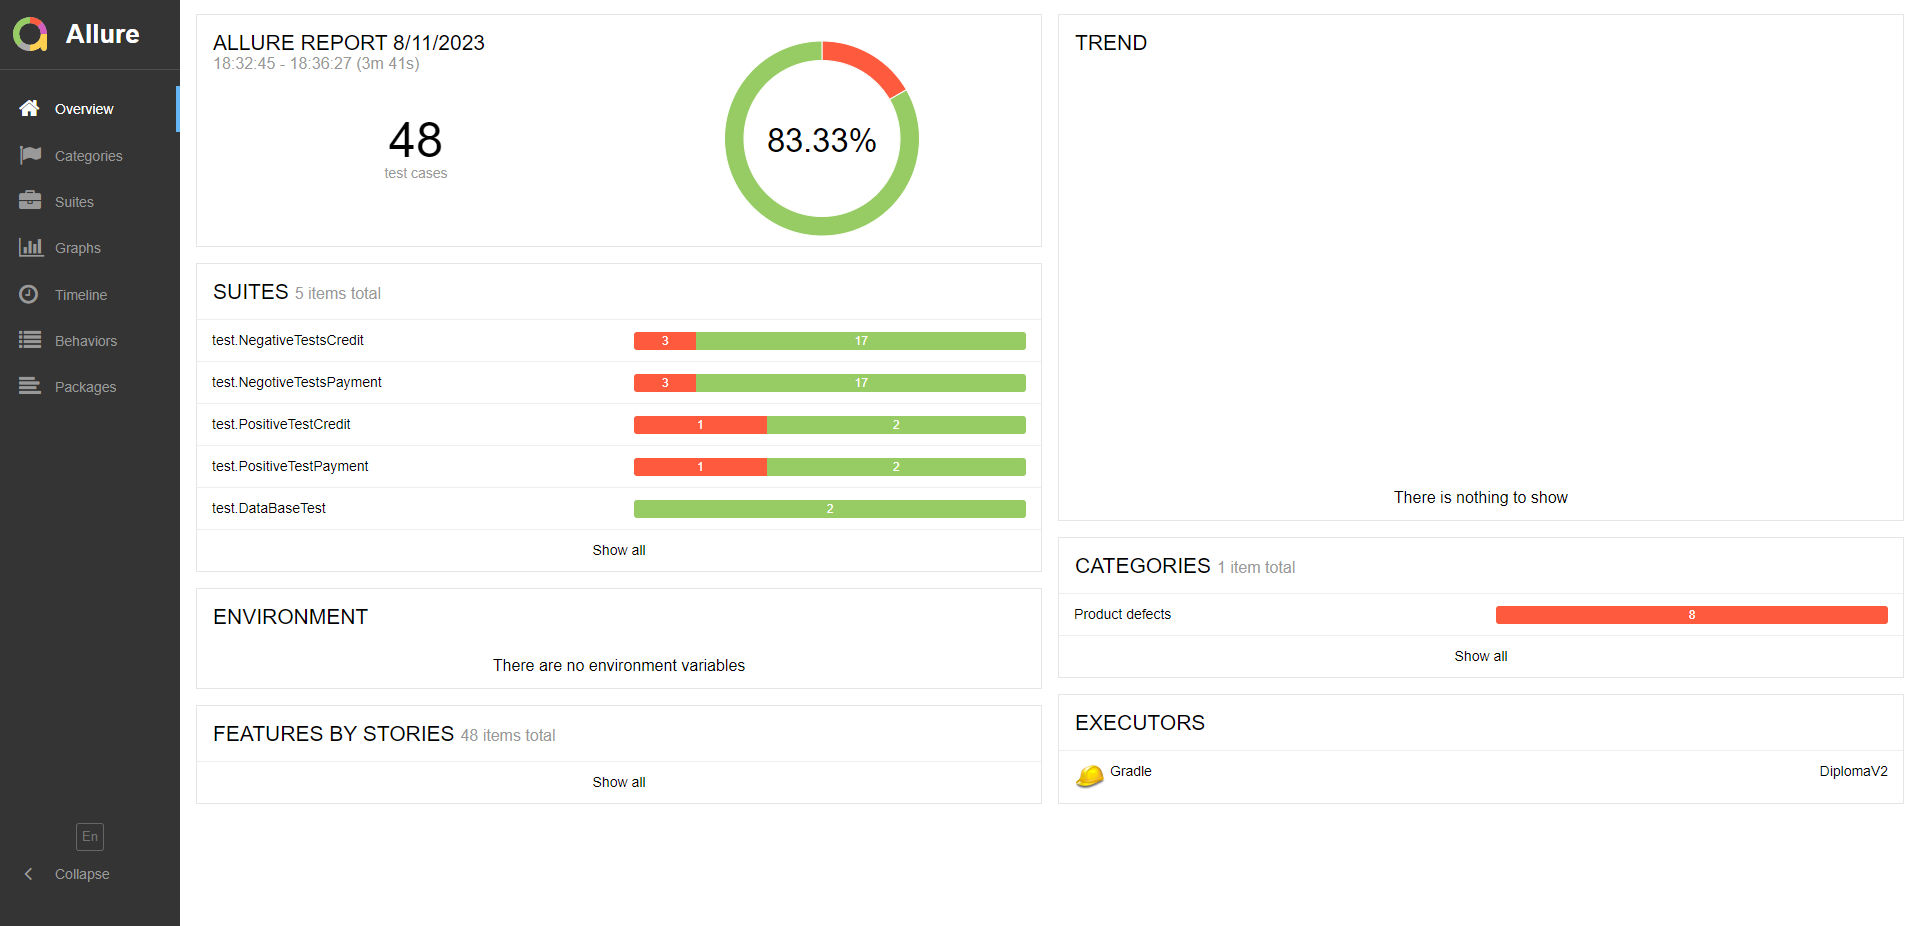 Allure
Overview
Categories
Suites
Graphs
Timeline
Behaviors
Packages
En
Collapse
ALLURE REPORT 8/11/2023
18:32:45 - 18:36:27 (3m 41s)
48
test cases
83.33%
SUITES 5 items total
test.NegativeTestsCredit 3 17
test.NegotiveTestsPayment 3 17
test.PositiveTestCredit 1 2
test.PositiveTestPayment 1 2
test.DataBaseTest 2
Show all
ENVIRONMENT
There are no environment variables
FEATURES BY STORIES 48 items total
Show all
TREND
There is nothing to show
CATEGORIES 1 item total
Product defects 8
Show all
EXECUTORS
Gradle DiplomaV2